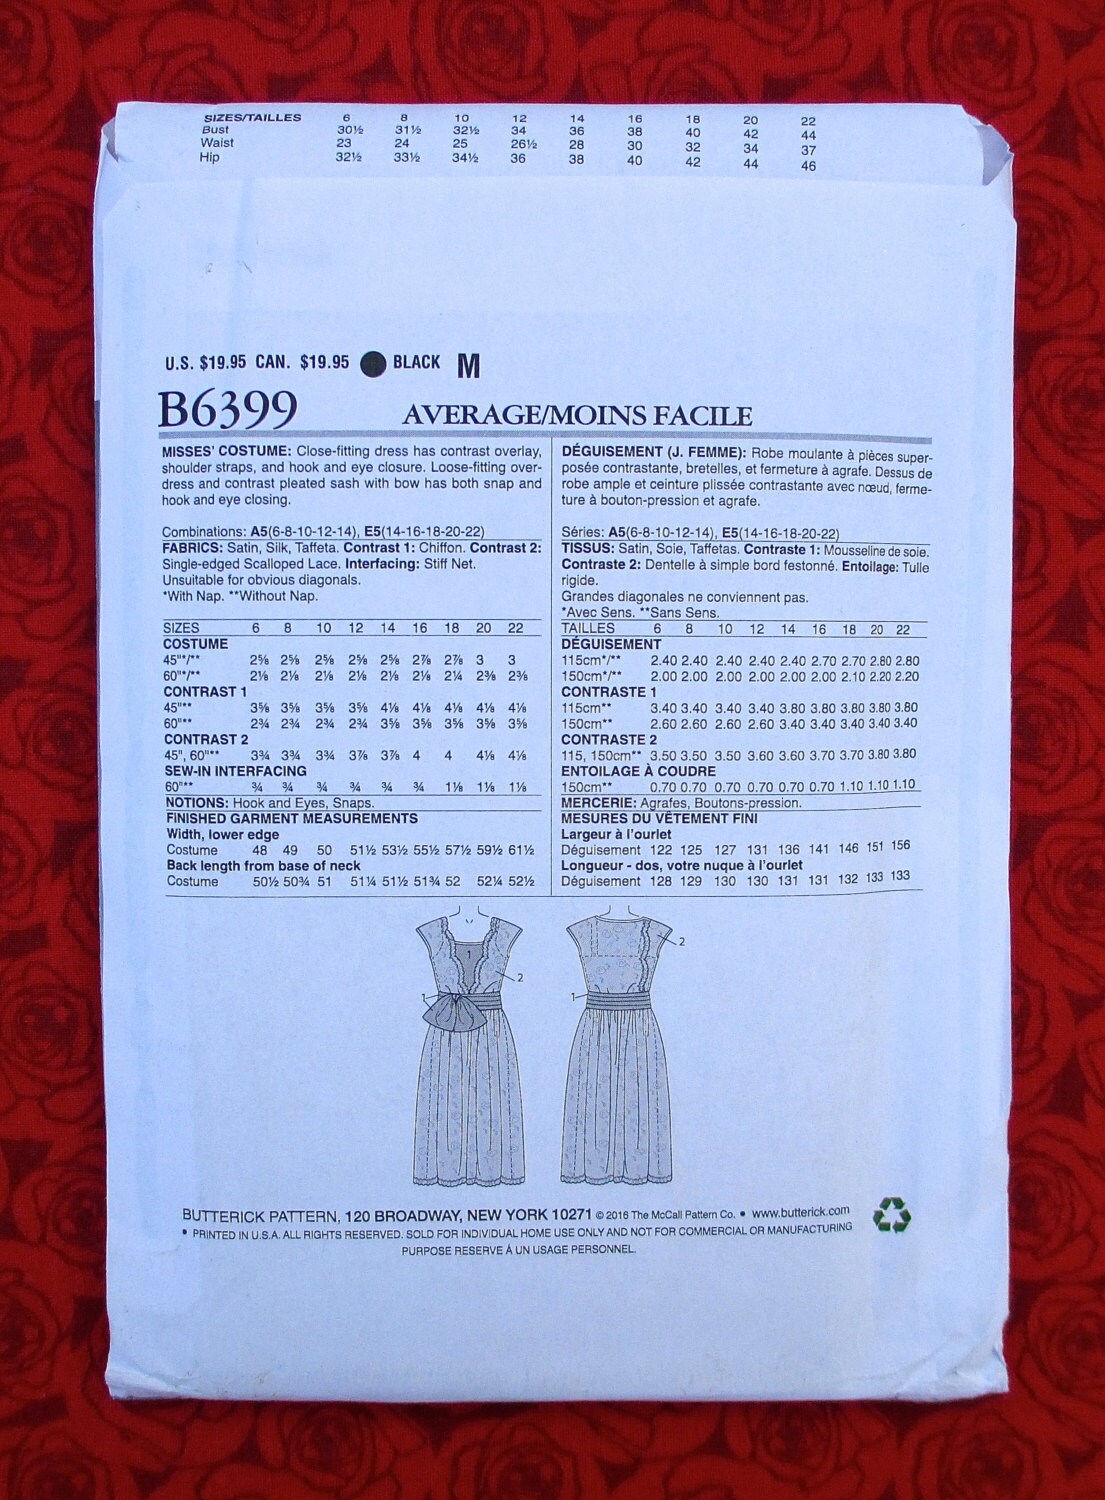 SIZES/TAILLES 6 8 10 12 14 16 18 20 22
Bust 30½ 31½ 32½ 34 36 38 40 42 44
Waist 23 24 25 26½ 28 30 32 34 37
Hip 32½ 33½ 34½ 36 38 40 42 44 46
U.S. $19.95 CAN. $19.95 BLACK M
B6399 AVERAGE/MOINS FACILE
MISSES' COSTUME: Close-fitting dress has contrast overlay,
shoulder straps, and hook and eye closure. Loose-fitting over-
dress and contrast pleated sash with bow has both snap and
hook and eye closing.
Combinations: A5(6-8-10-12-14), E5(14-16-18-20-22)
FABRICS: Satin, Silk, Taffeta. Contrast 1: Chiffon. Contrast 2:
Single-edged Scalloped Lace. Interfacing: Stiff Net.
Unsuitable for obvious diagonals.
*With Nap. **Without Nap.
SIZES 6 8 10 12 14 16 18 20 22
COSTUME
45"*/** 2⅝ 2⅝ 2⅝ 2⅝ 2⅝ 2⅞ 2⅞ 3 3
60"*/** 2⅛ 2⅛ 2⅛ 2⅛ 2⅛ 2⅛ 2¼ 2⅜ 2⅜
CONTRAST 1
45"** 3⅝ 3⅝ 3⅝ 3⅝ 4⅛ 4⅛ 4⅛ 4⅛ 4⅛
60"** 2¾ 2¾ 2¾ 2¾ 3⅝ 3⅝ 3⅝ 3⅝ 3⅝
CONTRAST 2
45", 60"** 3¾ 3¾ 3¾ 3⅞ 3⅞ 4 4 4⅛ 4⅛
SEW-IN INTERFACING
60"** ¾ ¾ ¾ ¾ ¾ ¾ 1⅛ 1⅛ 1⅛
NOTIONS: Hook and Eyes, Snaps.
FINISHED GARMENT MEASUREMENTS
Width, lower edge
Costume 48 49 50 51½ 53½ 55½ 57½ 59½ 61½
Back length from base of neck
Costume 50½ 50¾ 51 51¼ 51½ 51¾ 52 52¼ 52½
DÉGUISEMENT (J. FEMME): Robe moulante à pièces super-
posée contrastante, bretelles, et fermeture à agrafe. Dessus de
robe ample et ceinture plissée contrastante avec nœud, ferme-
ture à bouton-pression et agrafe.
Séries: A5(6-8-10-12-14), E5(14-16-18-20-22)
TISSUS: Satin, Soie, Taffetas. Contraste 1: Mousseline de soie.
Contraste 2: Dentelle à simple bord festonné. Entoilage: Tulle
rigide.
Grandes diagonales ne conviennent pas.
*Avec Sens. **Sans Sens.
TAILLES 6 8 10 12 14 16 18 20 22
DÉGUISEMENT
115cm*/** 2.40 2.40 2.40 2.40 2.40 2.70 2.70 2.80 2.80
150cm*/** 2.00 2.00 2.00 2.00 2.00 2.00 2.10 2.20 2.20
CONTRASTE 1
115cm** 3.40 3.40 3.40 3.40 3.80 3.80 3.80 3.80 3.80
150cm** 2.60 2.60 2.60 2.60 3.40 3.40 3.40 3.40 3.40
CONTRASTE 2
115, 150cm** 3.50 3.50 3.50 3.60 3.60 3.70 3.70 3.80 3.80
ENTOILAGE À COUDRE
150cm** 0.70 0.70 0.70 0.70 0.70 0.70 1.10 1.10 1.10
MERCERIE: Agrafes, Boutons-pression.
MESURES DU VÊTEMENT FINI
Largeur à l'ourlet
Déguisement 122 125 127 131 136 141 146 151 156
Longueur - dos, votre nuque à l'ourlet
Déguisement 128 129 130 130 131 131 132 133 133
1
2
1
2
1
BUTTERICK PATTERN, 120 BROADWAY, NEW YORK 10271 © 2016 The McCall Pattern Co. • www.butterick.com
• PRINTED IN U.S.A. ALL RIGHTS RESERVED. SOLD FOR INDIVIDUAL HOME USE ONLY AND NOT FOR COMMERCIAL OR MANUFACTURING
PURPOSE RESERVE À UN USAGE PERSONNEL.